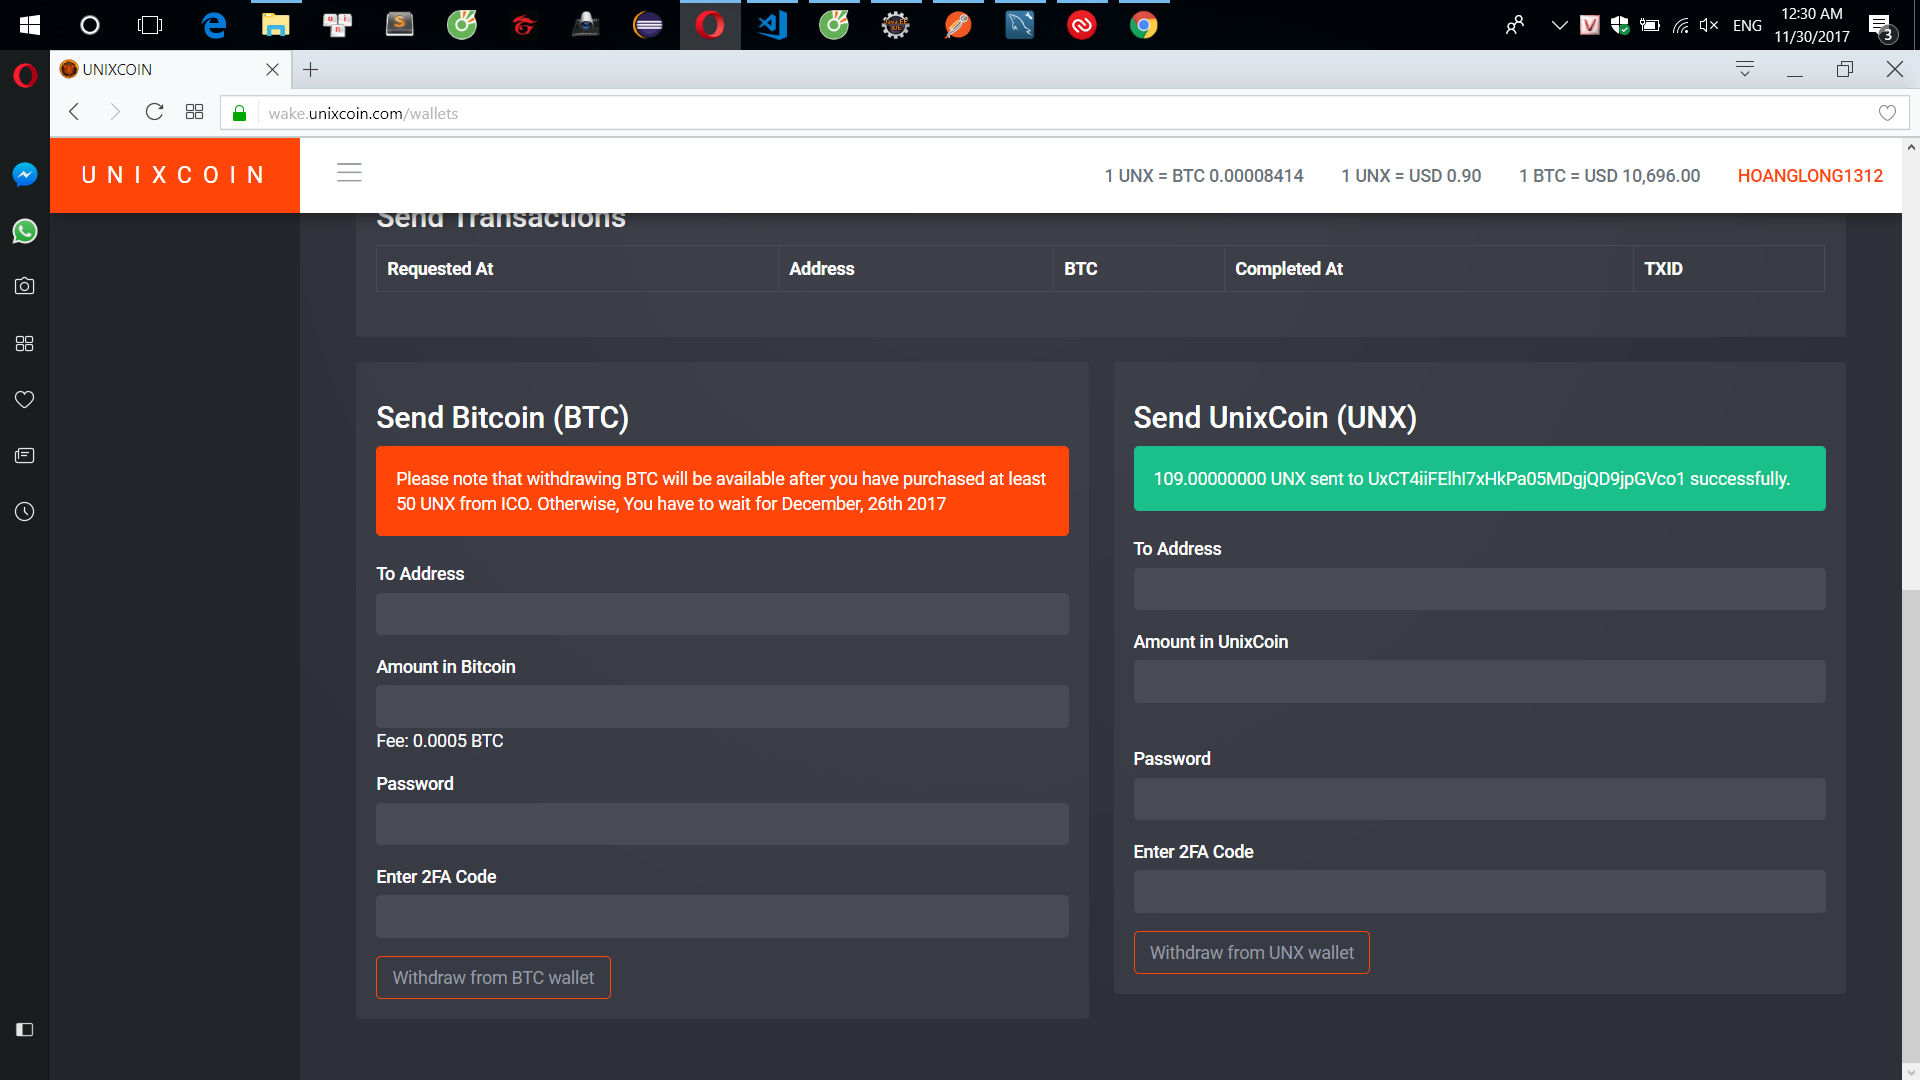 ENG
12:30 AM
11/30/2017
3
UNIXCOIN
wake.unixcoin.com/wallets
UNIXCOIN
1 UNX = BTC 0.00008414
1 UNX = USD 0.90
1 BTC = USD 10,696.00
HOANGLONG1312
Send Transactions
Requested At
Address
BTC
Completed At
TXID
Send Bitcoin (BTC)
Please note that withdrawing BTC will be available after you have purchased at least
50 UNX from ICO. Otherwise, You have to wait for December, 26th 2017
To Address
Amount in Bitcoin
Fee: 0.0005 BTC
Password
Enter 2FA Code
Withdraw from BTC wallet
Send UnixCoin (UNX)
109.00000000 UNX sent to UxCT4iiFElhI7xHkPa05MDgjQD9jpGVco1 successfully.
To Address
Amount in UnixCoin
Password
Enter 2FA Code
Withdraw from UNX wallet